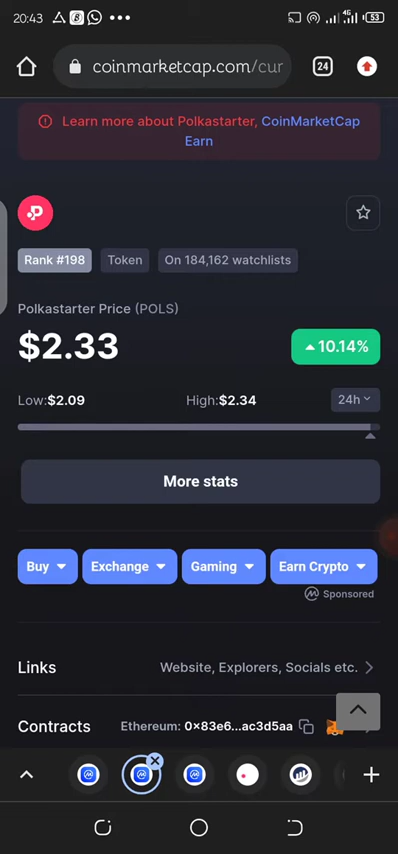 20:43
4G
53
coinmarketcap.com/cur
24
Learn more about Polkastarter, CoinMarketCap
Earn
Rank #198
Token
On 184,162 watchlists
Polkastarter Price (POLS)
$2.33
10.14%
Low:$2.09
High:$2.34
24h
More stats
Buy
Exchange
Gaming
Earn Crypto
Sponsored
Links
Website, Explorers, Socials etc.
Contracts
Ethereum: 0x83e6...ac3d5aa